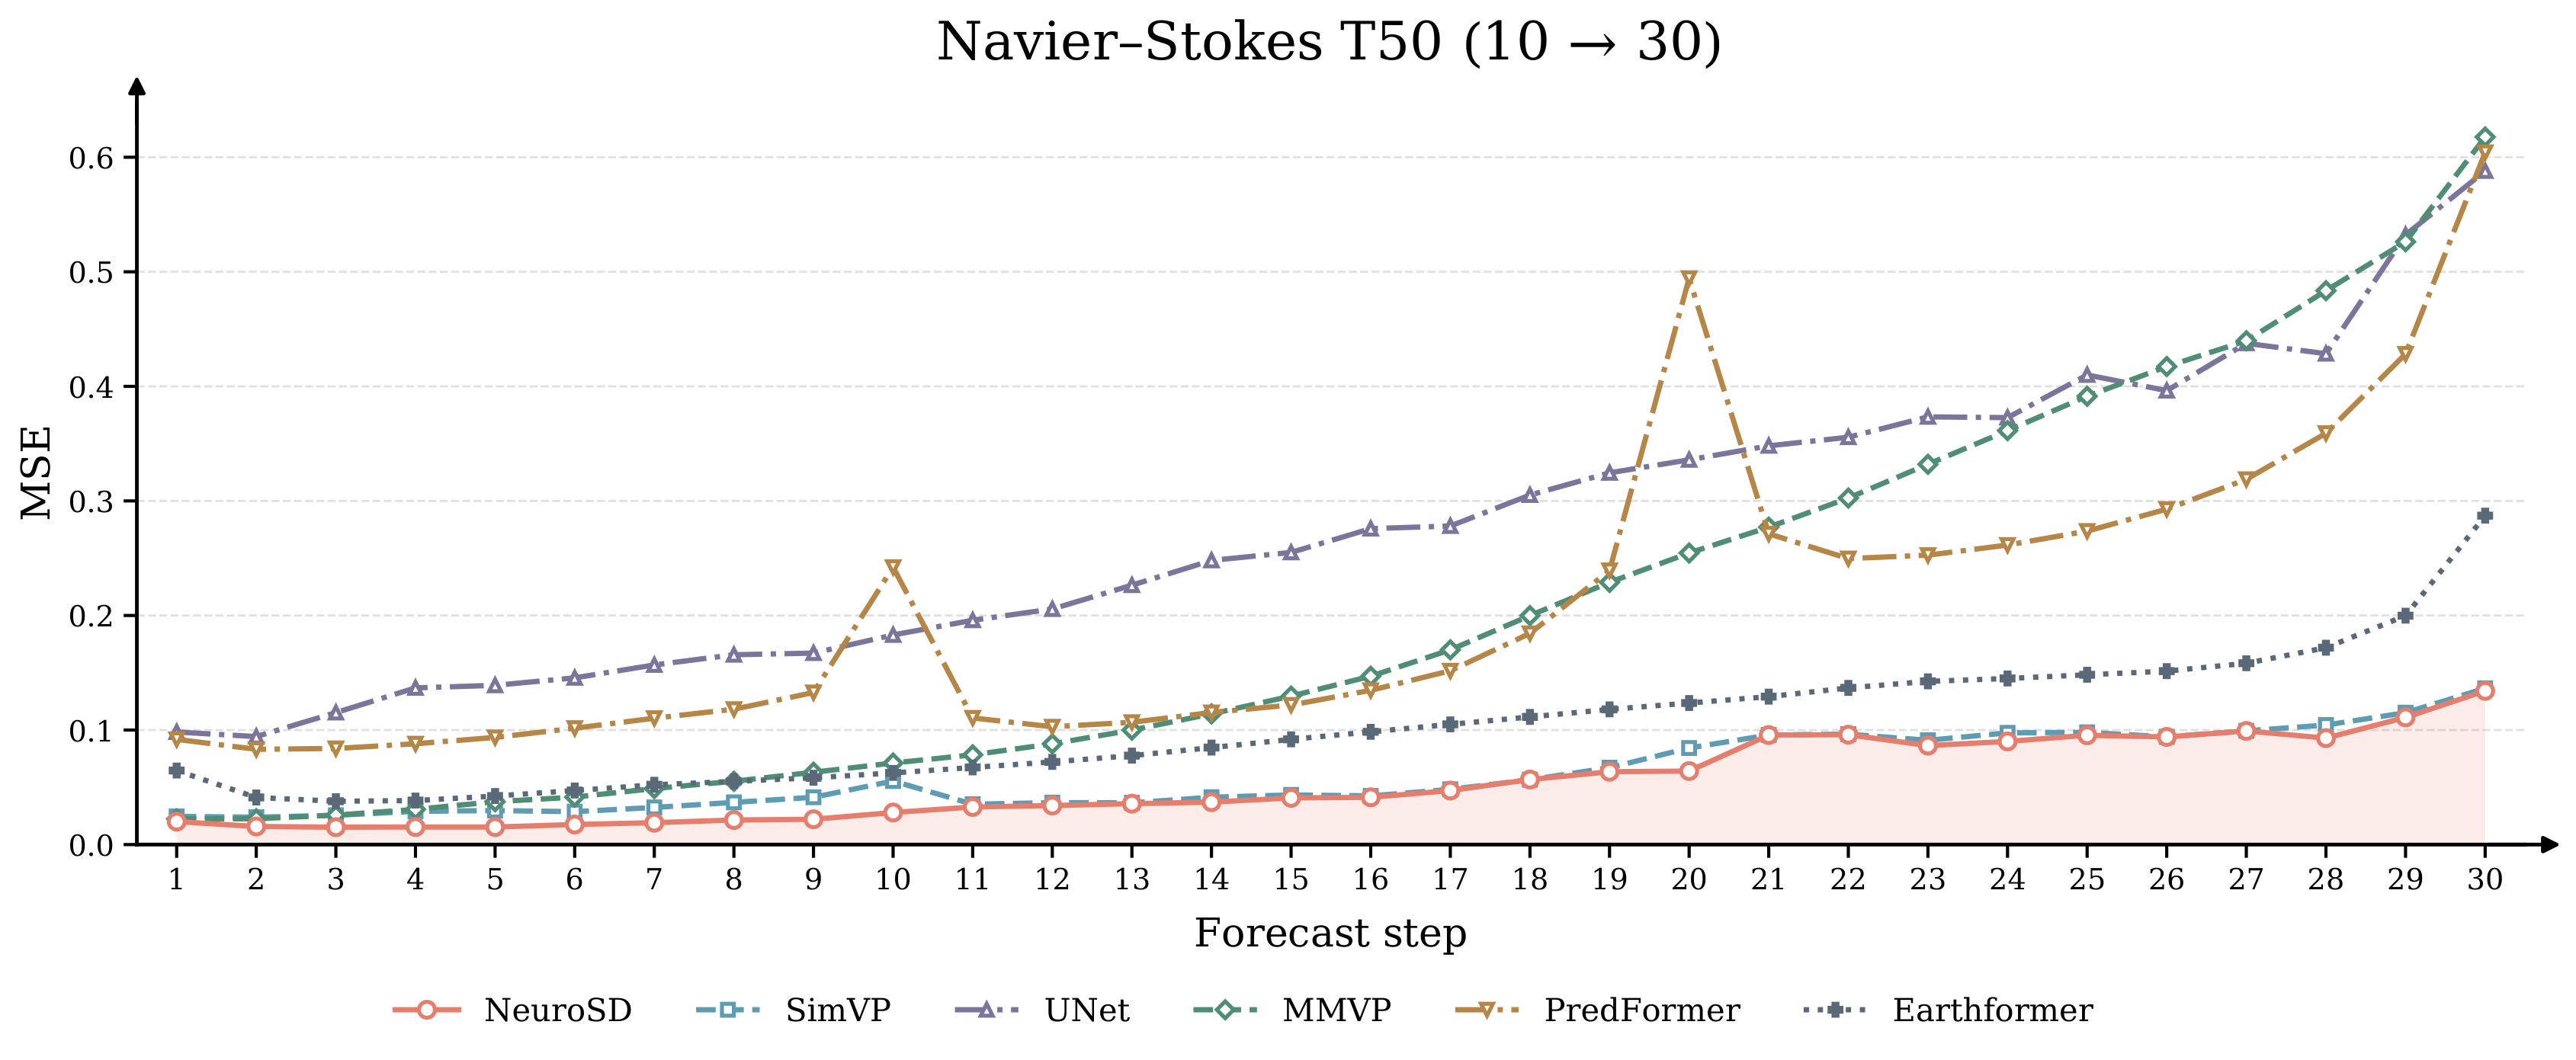 Navier–Stokes T50 (10 → 30)
MSE
0.6
0.5
0.4
0.3
0.2
0.1
0.0
1 2 3 4 5 6 7 8 9 10 11 12 13 14 15 16 17 18 19 20 21 22 23 24 25 26 27 28 29 30
Forecast step
NeuroSD SimVP UNet MMVP PredFormer Earthformer